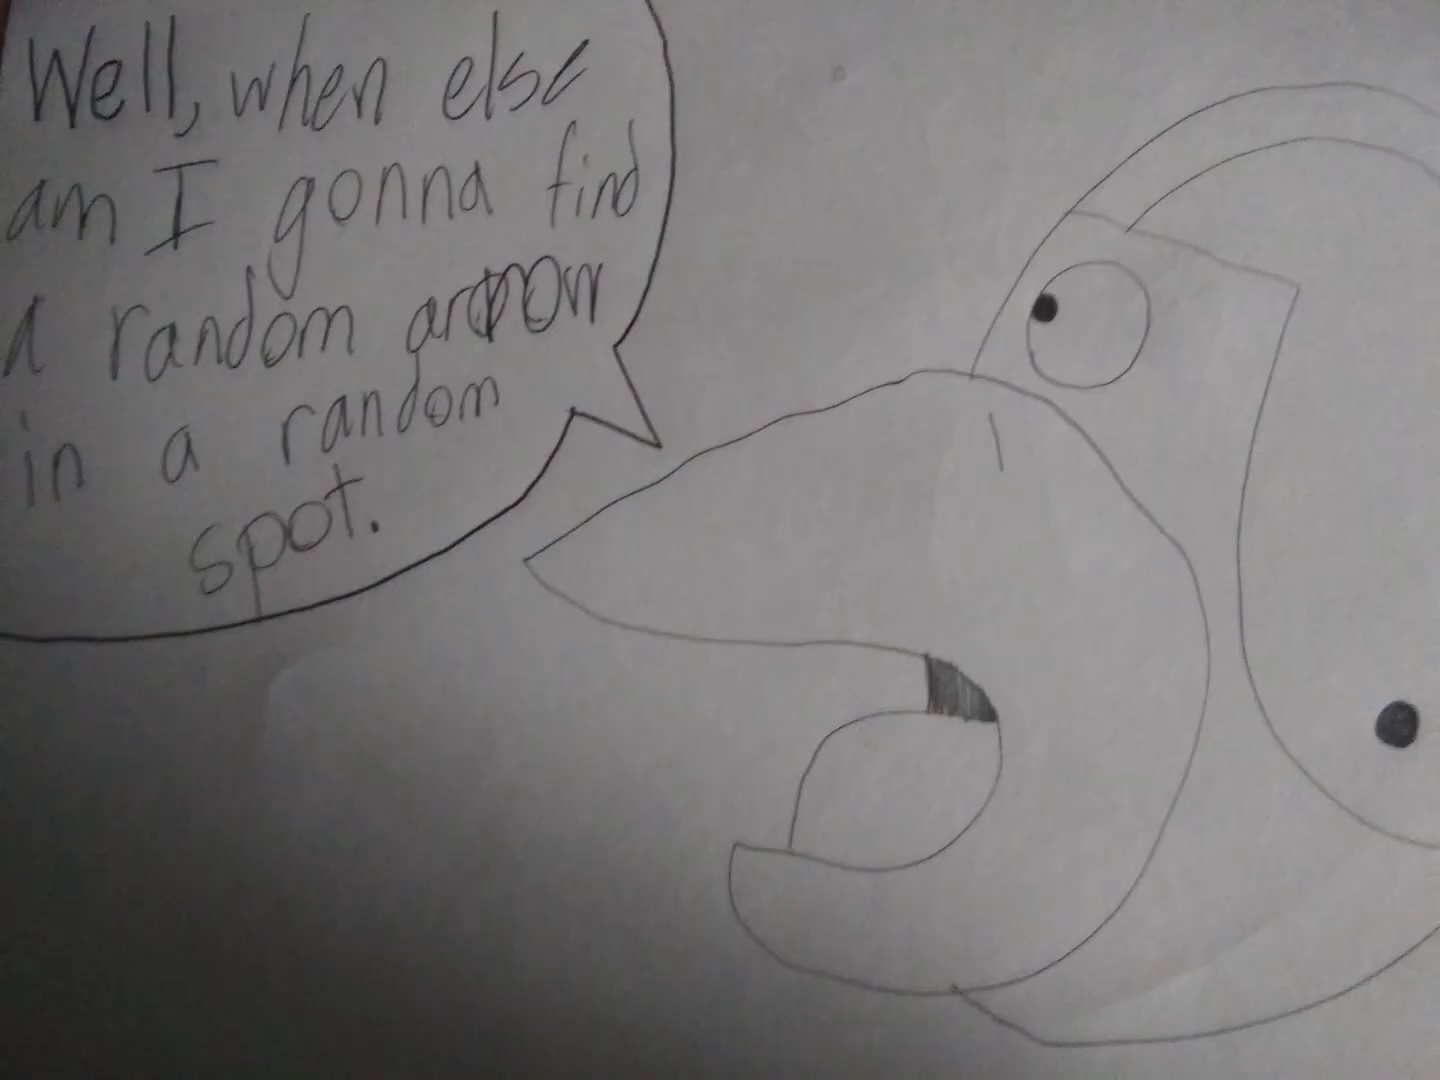 Well, when else
am I gonna find
a random arrow
in a random
spot.